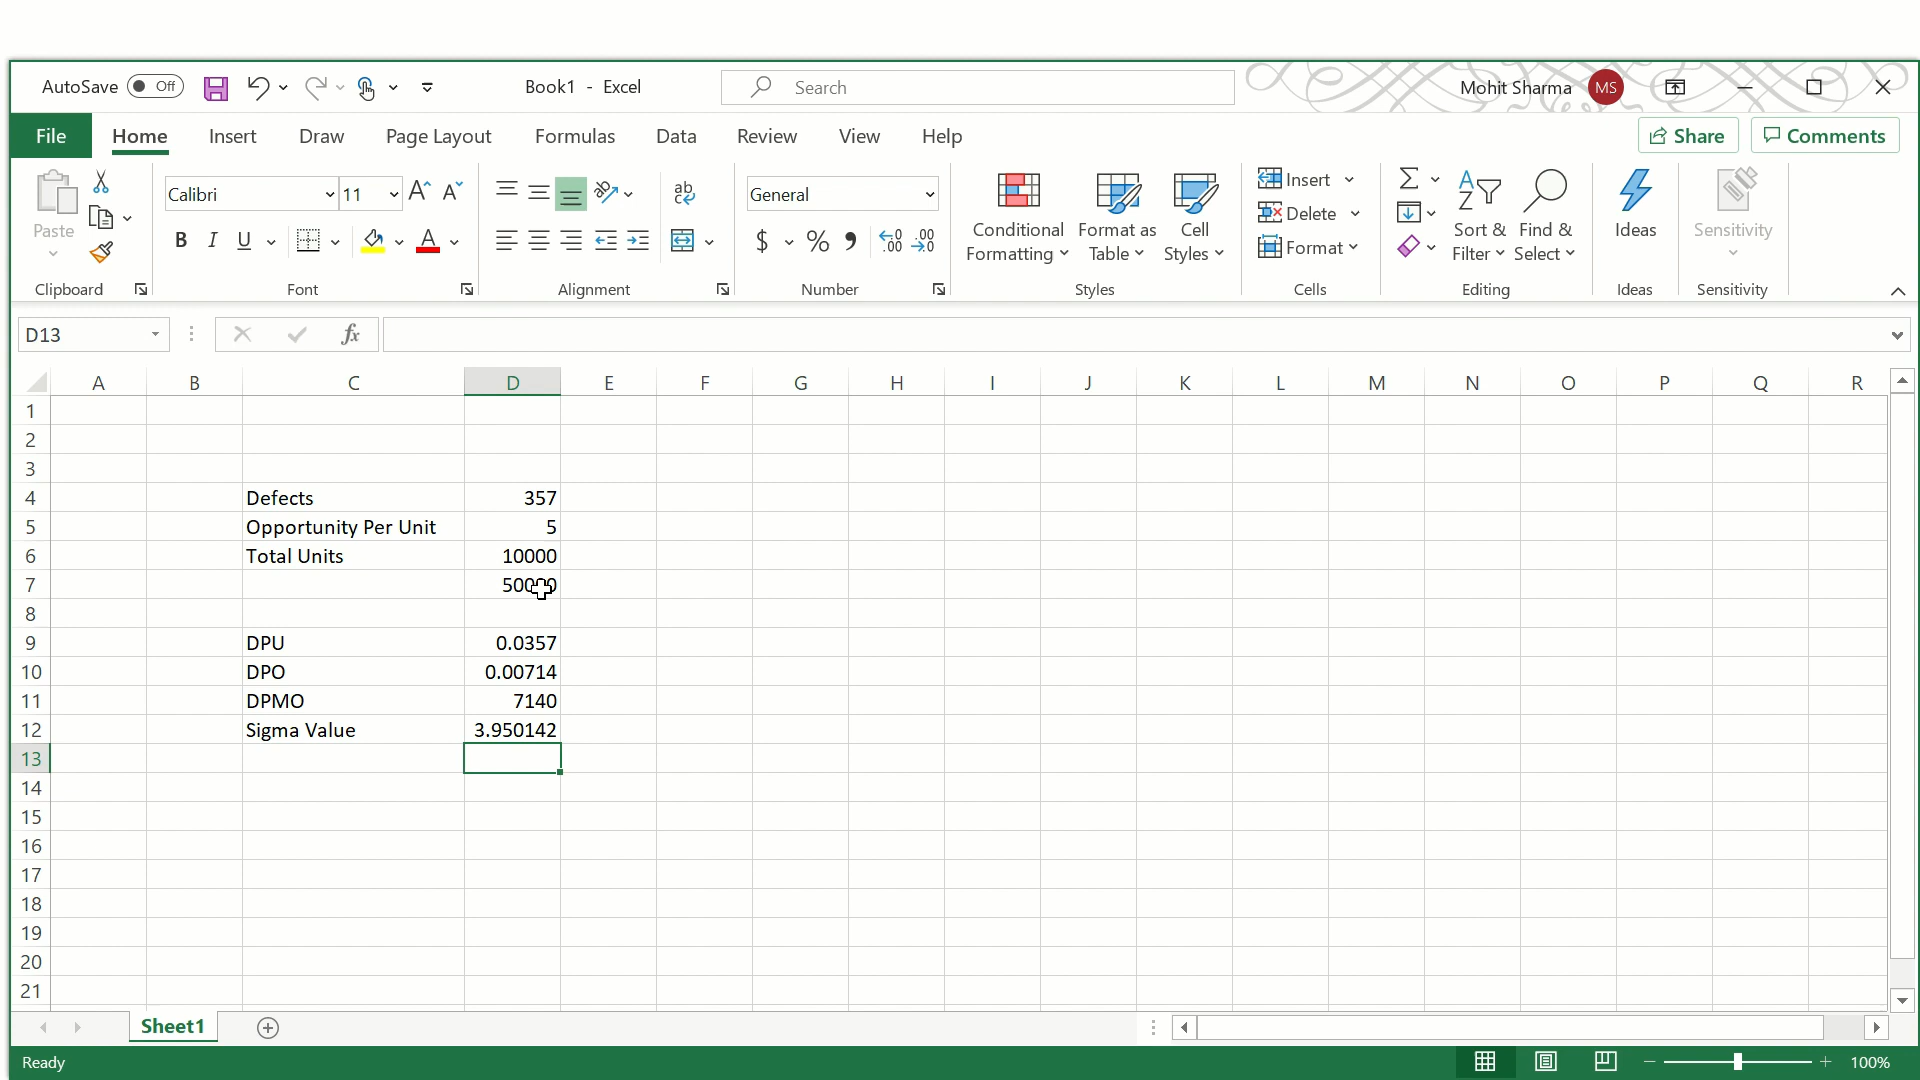 AutoSave Off Book1 - Excel Search Mohit Sharma MS
File Home Insert Draw Page Layout Formulas Data Review View Help Share Comments
Paste
Clipboard
Calibri 11
A A
B I U A
Font
ab
Alignment
General
$ % 00 00
Number
Conditional Formatting
Format as Table
Cell Styles
Styles
Insert
Delete
Format
Cells
Sort & Filter
Find & Select
Editing
Ideas
Ideas
Sensitivity
Sensitivity
D13 fx
A B C D E F G H I J K L M N O P Q R
1
2
3
4 Defects 357
5 Opportunity Per Unit 5
6 Total Units 10000
7
8
9 DPU 0.0357
10 DPO 0.00714
11 DPMO 7140
12 Sigma Value 3.950142
13
14
15
16
17
18
19
20
21
Sheet1
Ready 100%